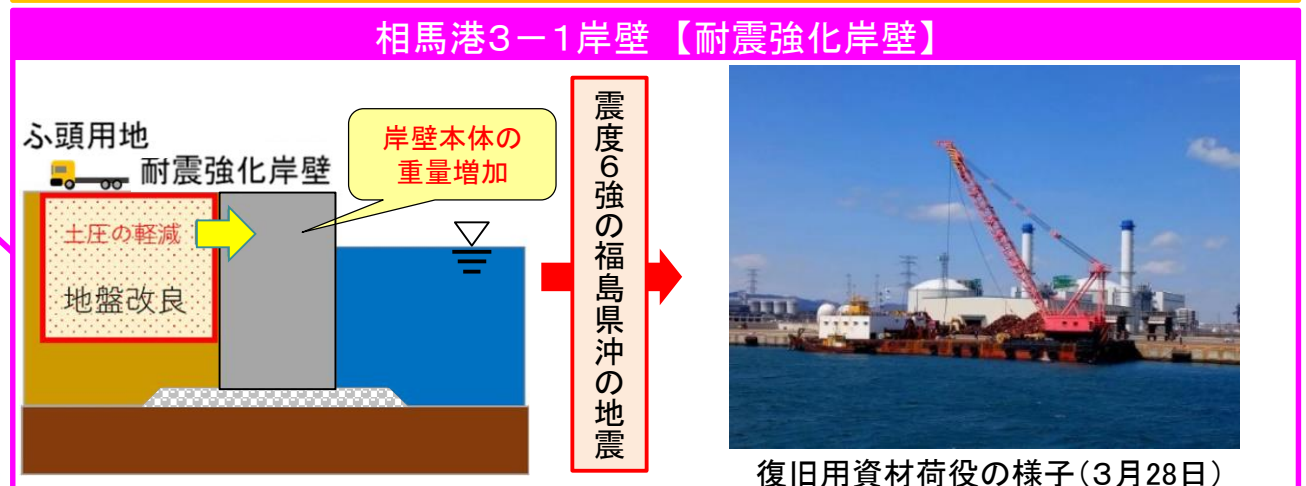 相馬港3－1岸壁 【耐震強化岸壁】
ふ頭用地
耐震強化岸壁
岸壁本体の
重量増加
土圧の軽減
地盤改良
震度6強の福島県沖の地震
復旧用資材荷役の様子（3月28日）